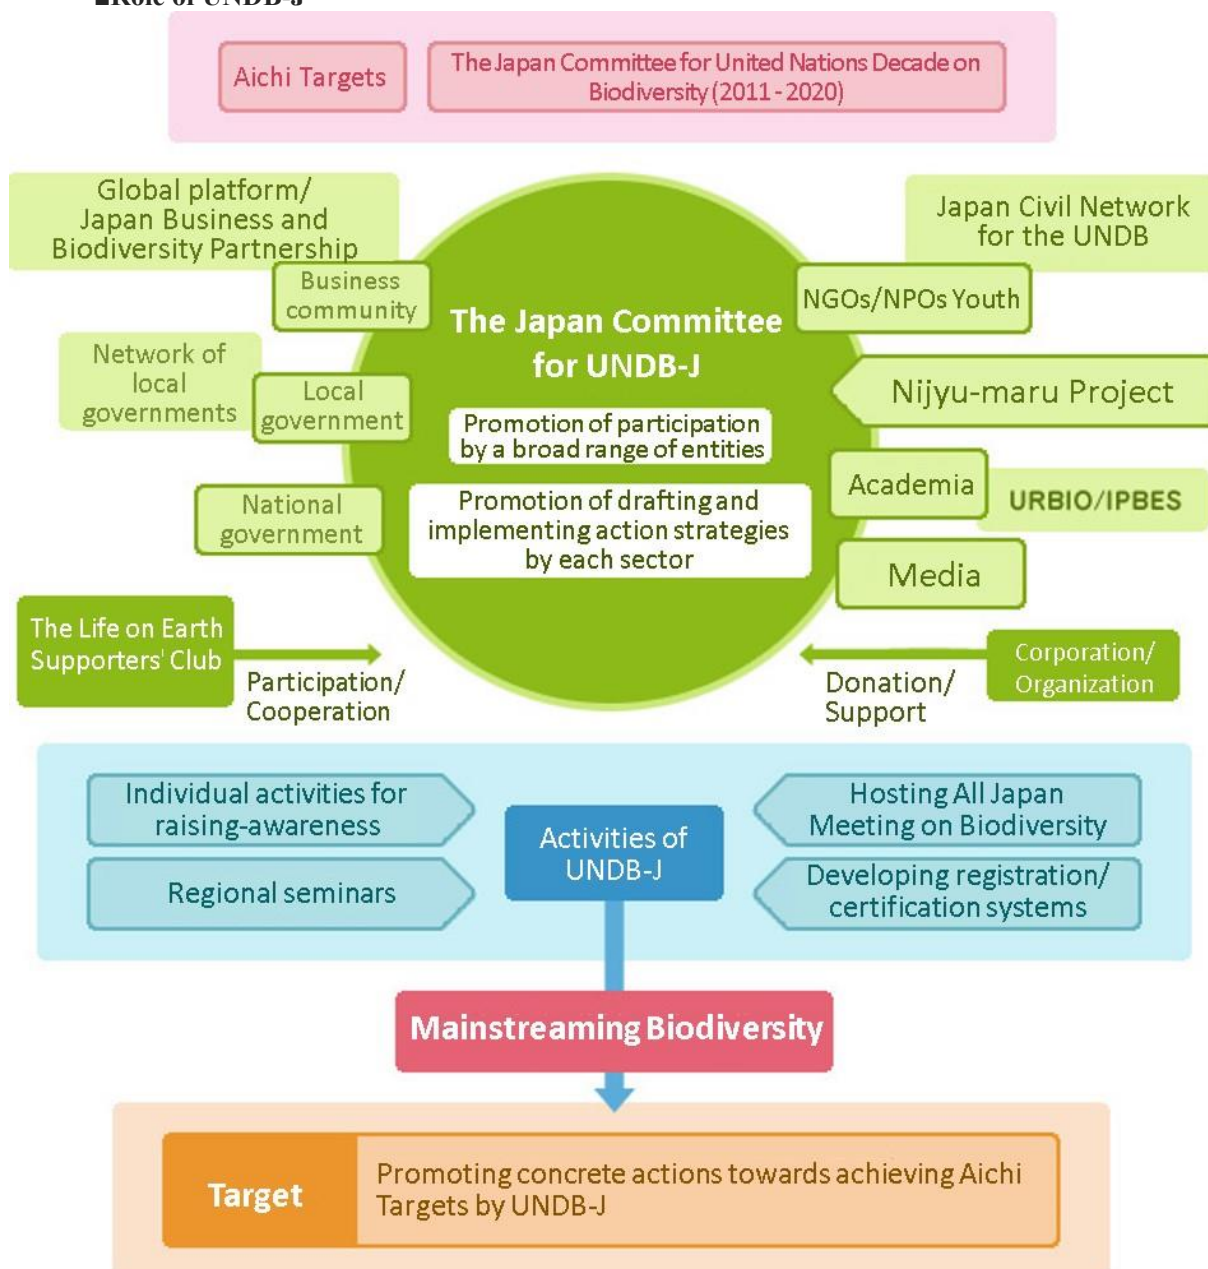 ■Role of UNDB-J
Aichi Targets
The Japan Committee for United Nations Decade on
Biodiversity (2011 - 2020)
Global platform/
Japan Business and
Biodiversity Partnership
Business
community
Network of
local
governments
Local
government
National
government
The Japan Committee
for UNDB-J
Promotion of participation
by a broad range of entities
Promotion of drafting and
implementing action strategies
by each sector
Japan Civil Network
for the UNDB
NGOs/NPOs Youth
Nijyu-maru Project
Academia
URBIO/IPBES
Media
The Life on Earth
Supporters' Club
Participation/
Cooperation
Donation/
Support
Corporation/
Organization
Individual activities for
raising-awareness
Regional seminars
Activities of
UNDB-J
Hosting All Japan
Meeting on Biodiversity
Developing registration/
certification systems
Mainstreaming Biodiversity
Target
Promoting concrete actions towards achieving Aichi
Targets by UNDB-J